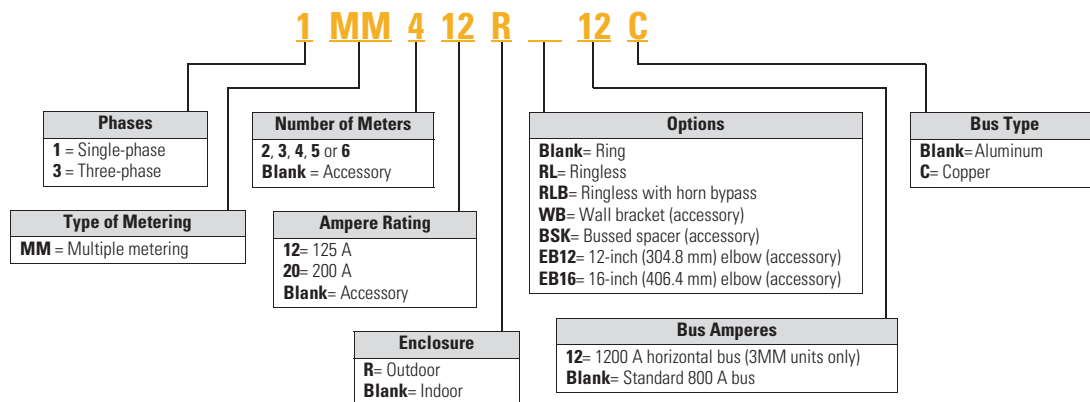 1 MM 4 12 R __ 12 C
Phases
1 = Single-phase
3 = Three-phase
Type of Metering
MM = Multiple metering
Number of Meters
2, 3, 4, 5 or 6
Blank = Accessory
Ampere Rating
12= 125 A
20= 200 A
Blank= Accessory
Enclosure
R= Outdoor
Blank= Indoor
Options
Blank= Ring
RL= Ringless
RLB= Ringless with horn bypass
WB= Wall bracket (accessory)
BSK= Bussed spacer (accessory)
EB12= 12-inch (304.8 mm) elbow (accessory)
EB16= 16-inch (406.4 mm) elbow (accessory)
Bus Amperes
12= 1200 A horizontal bus (3MM units only)
Blank= Standard 800 A bus
Bus Type
Blank= Aluminum
C= Copper